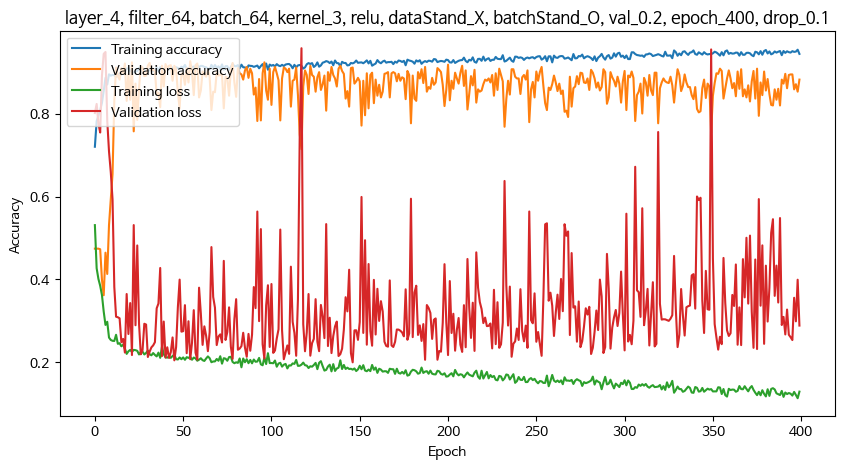 layer_4, filter_64, batch_64, kernel_3, relu, dataStand_X, batchStand_O, val_0.2, epoch_400, drop_0.1
Training accuracy
Validation accuracy
Training loss
Validation loss
0.8
0.6
0.4
0.2
Accuracy
0 50 100 150 200 250 300 350 400
Epoch